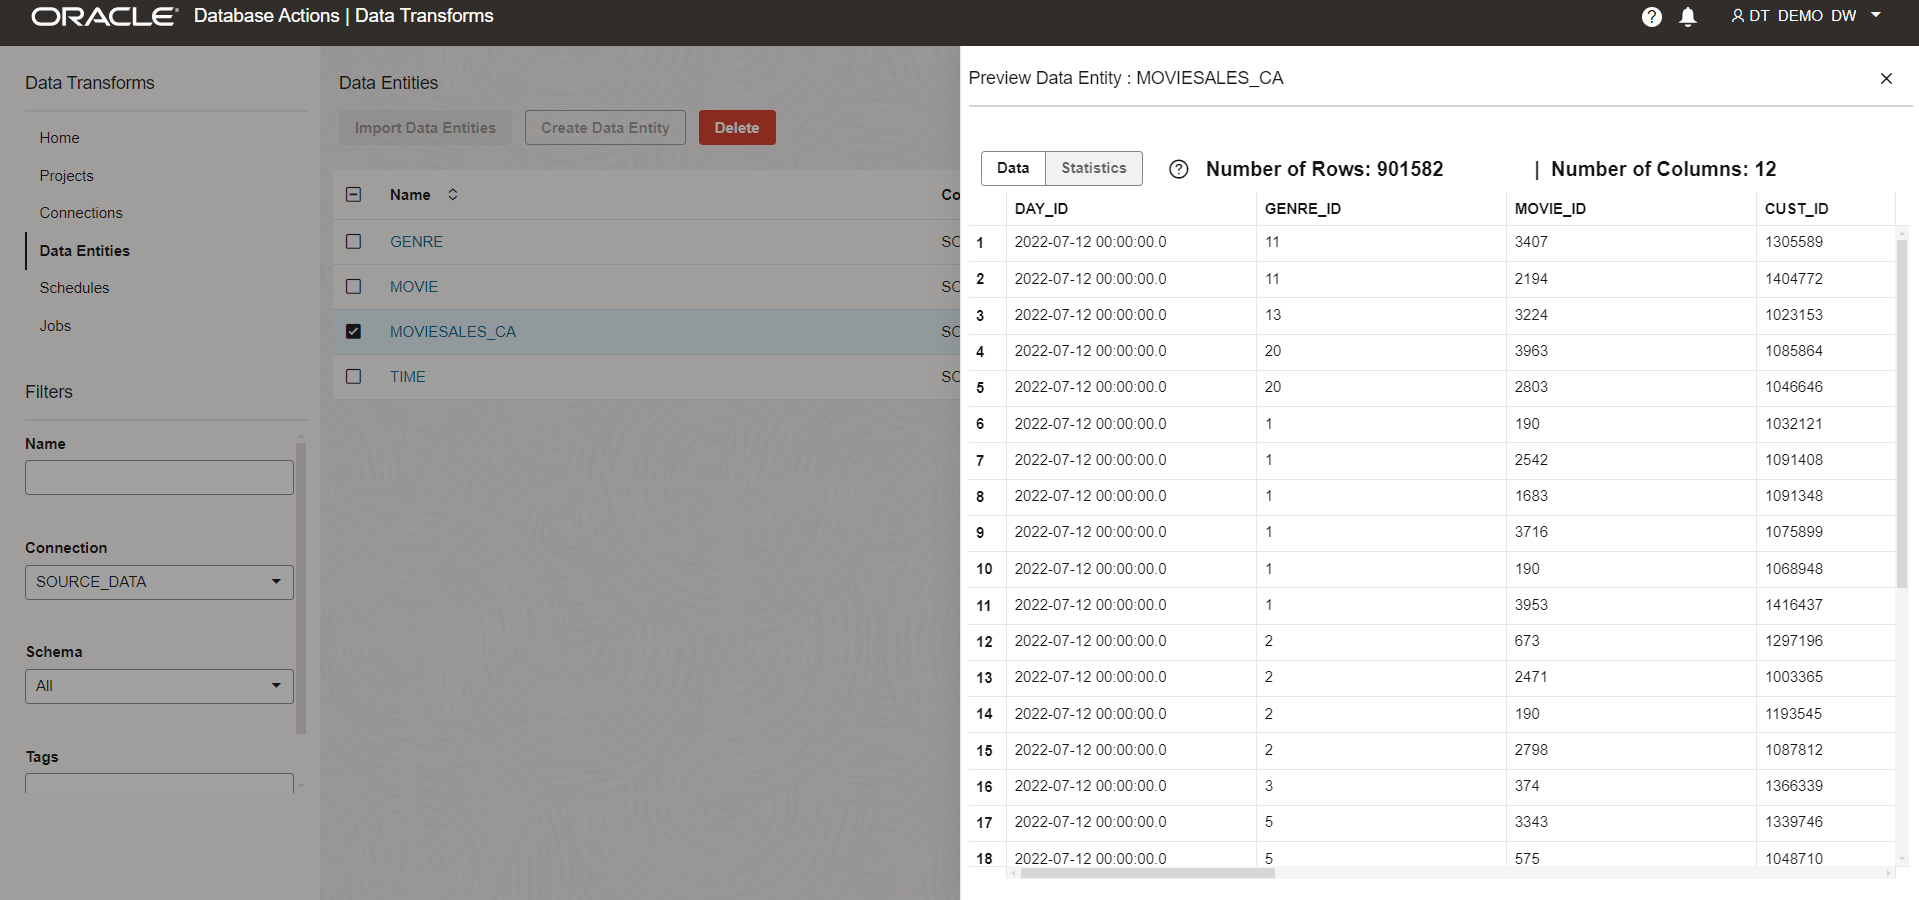 ORACLE Database Actions | Data Transforms
? DT_DEMO_DW
Data Transforms
Home
Projects
Connections
Data Entities
Schedules
Jobs
Filters
Name
Connection
SOURCE_DATA
Schema
All
Tags
Data Entities
Import Data Entities Create Data Entity Delete
Name Co
GENRE SO
MOVIE SO
MOVIESALES_CA SO
TIME SO
Preview Data Entity : MOVIESALES_CA
Data Statistics ? Number of Rows: 901582 | Number of Columns: 12
DAY_ID GENRE_ID MOVIE_ID CUST_ID
1 2022-07-12 00:00:00.0 11 3407 1305589
2 2022-07-12 00:00:00.0 11 2194 1404772
3 2022-07-12 00:00:00.0 13 3224 1023153
4 2022-07-12 00:00:00.0 20 3963 1085864
5 2022-07-12 00:00:00.0 20 2803 1046646
6 2022-07-12 00:00:00.0 1 190 1032121
7 2022-07-12 00:00:00.0 1 2542 1091408
8 2022-07-12 00:00:00.0 1 1683 1091348
9 2022-07-12 00:00:00.0 1 3716 1075899
10 2022-07-12 00:00:00.0 1 190 1068948
11 2022-07-12 00:00:00.0 1 3953 1416437
12 2022-07-12 00:00:00.0 2 673 1297196
13 2022-07-12 00:00:00.0 2 2471 1003365
14 2022-07-12 00:00:00.0 2 190 1193545
15 2022-07-12 00:00:00.0 2 2798 1087812
16 2022-07-12 00:00:00.0 3 374 1366339
17 2022-07-12 00:00:00.0 5 3343 1339746
18 2022-07-12 00:00:00.0 5 575 1048710